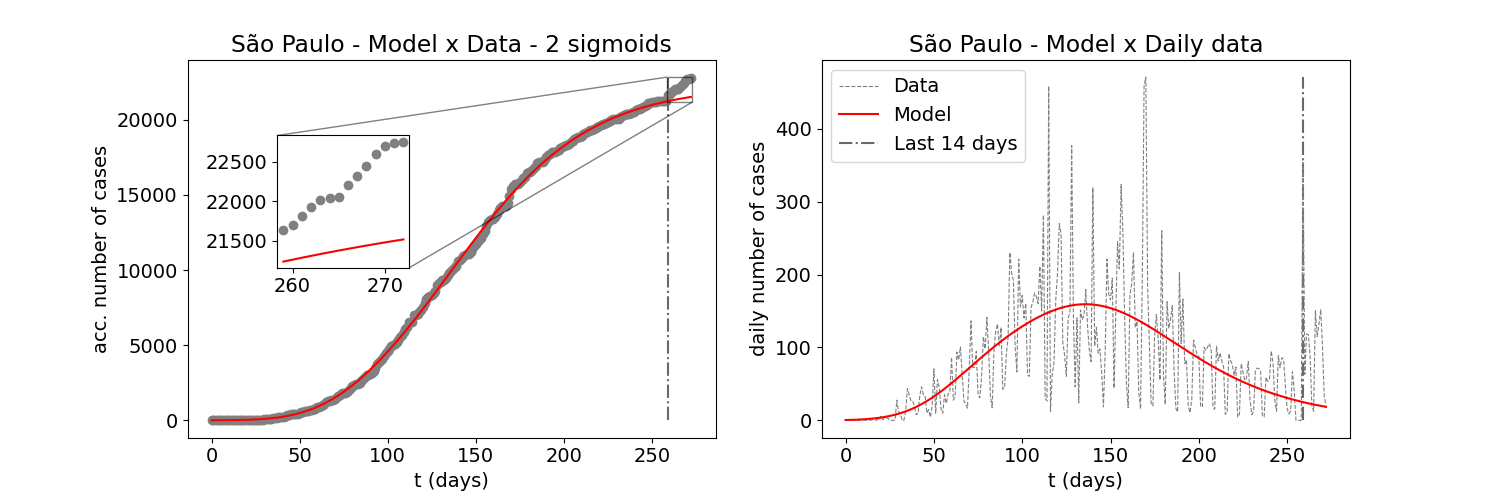 São Paulo - Model x Data - 2 sigmoids
acc. number of cases
20000
15000
10000
5000
0
22500
22000
21500
260 270
0 50 100 150 200 250
t (days)
São Paulo - Model x Daily data
daily number of cases
400
300
200
100
0
Data
Model
Last 14 days
0 50 100 150 200 250
t (days)